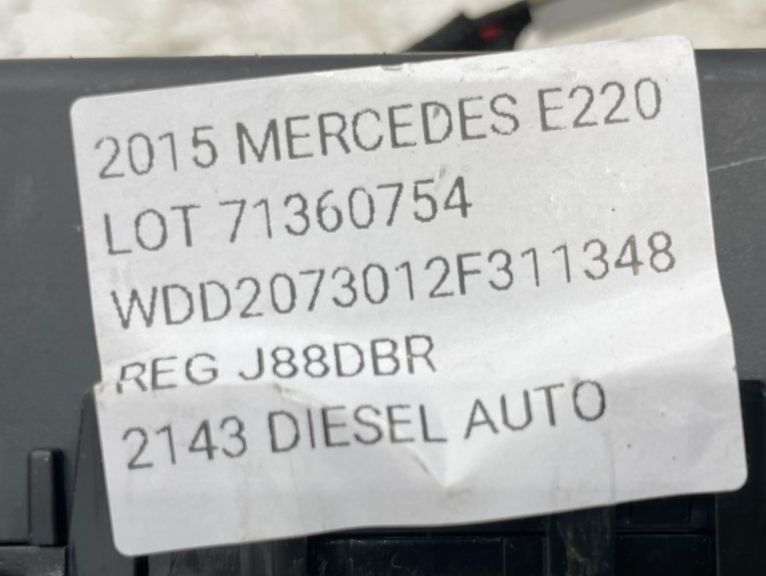 2015 MERCEDES E220
LOT 71360754
WDD2073012F311348
REG J88DBR
2143 DIESEL AUTO